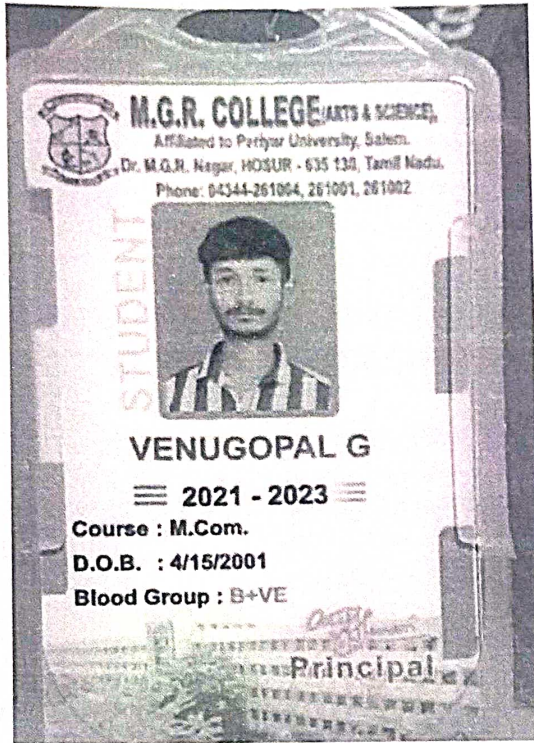 M.G.R. COLLEGE (ARTS & SCIENCE),
Affiliated to Periyar University, Salem.
Dr. M.G.R. Nagar, HOSUR - 635 130, Tamil Nadu.
Phone: 04344-261004, 261001, 261002
STUDENT
VENUGOPAL G
2021 - 2023
Course : M.Com.
D.O.B. : 4/15/2001
Blood Group : B+VE
Principal